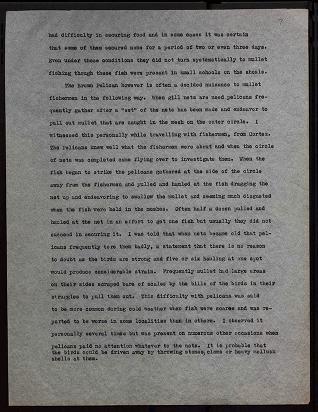 7
had difficulty in securing food and in some cases it was certain
that some of them secured none for a period of two or even three days.
Even under those conditions they did not turn systematically to mullet
fishing though these fish were present in small schools on the shoals.
The Brown Pelican however is often a decided nuisance to mullet
fishermen in the following way. When gill nets are used pelicans fre-
quently gather after a "set" of the nets has been made and endeavor to
pull out mullet that are caught in the mesh on the outer circle. I
witnessed this personally while travelling with fishermen, from Cortez.
The Pelicans knew well what the fishermen were about and when the circle
of nets was completed came flying over to investigate them. When the
fish began to strike the pelicans gathered at the side of the circle
away from the fishermen and pulled and hauled at the fish dragging the
net up and endeavoring to swallow the mullet and seeming much disgusted
when the fish were held in the meshes. Often half a dozen pulled and
hauled at the net in an effort to get one fish but usually they did not
succeed in securing it. I was told that when nets became old that pel-
icans frequently tore them badly, a statement that there is no reason
to doubt as the birds are strong and five or six hauling at one spot
would produce considerable strain. Frequently mullet had large areas
on their sides scraped bare of scales by the bills of the birds in their
struggles to pull them out. This difficulty with pelicans was said
to be more common during cold weather when fish were scarce and was re-
ported to be worse in some localities than in others. I observed it
personally several times but was present on numerous other occasions when
pelicans paid no attention whatever to the nets. It is probable that
the birds could be driven away by throwing stones, clams or heavy mollusk
shells at them.